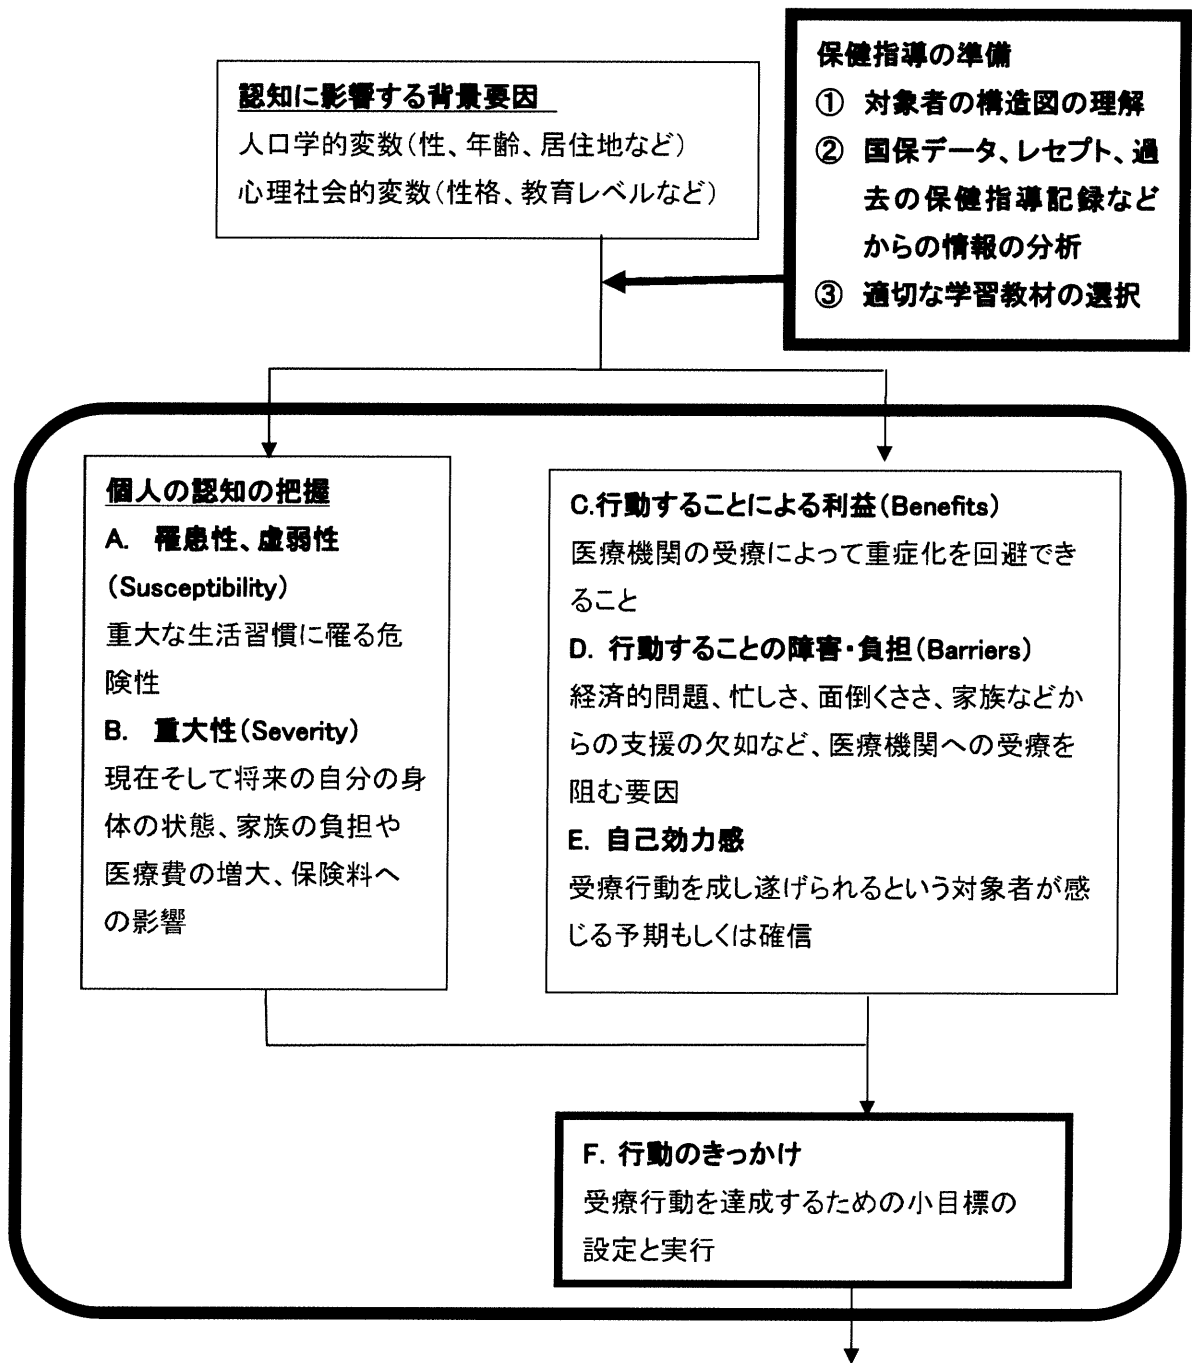 認知に影響する背景要因
人口学的変数(性、年齢、居住地など)
心理社会的変数(性格、教育レベルなど)
保健指導の準備
① 対象者の構造図の理解
② 国保データ、レセプト、過
去の保健指導記録など
からの情報の分析
③ 適切な学習教材の選択
個人の認知の把握
A. 罹患性、虚弱性
(Susceptibility)
重大な生活習慣に罹る危
険性
B. 重大性(Severity)
現在そして将来の自分の身
体の状態、家族の負担や
医療費の増大、保険料へ
の影響
C.行動することによる利益(Benefits)
医療機関の受療によって重症化を回避でき
ること
D. 行動することの障害・負担(Barriers)
経済的問題、忙しさ、面倒くささ、家族などか
らの支援の欠如など、医療機関への受療を
阻む要因
E. 自己効力感
受療行動を成し遂げられるという対象者が感
じる予期もしくは確信
F. 行動のきっかけ
受療行動を達成するための小目標の
設定と実行